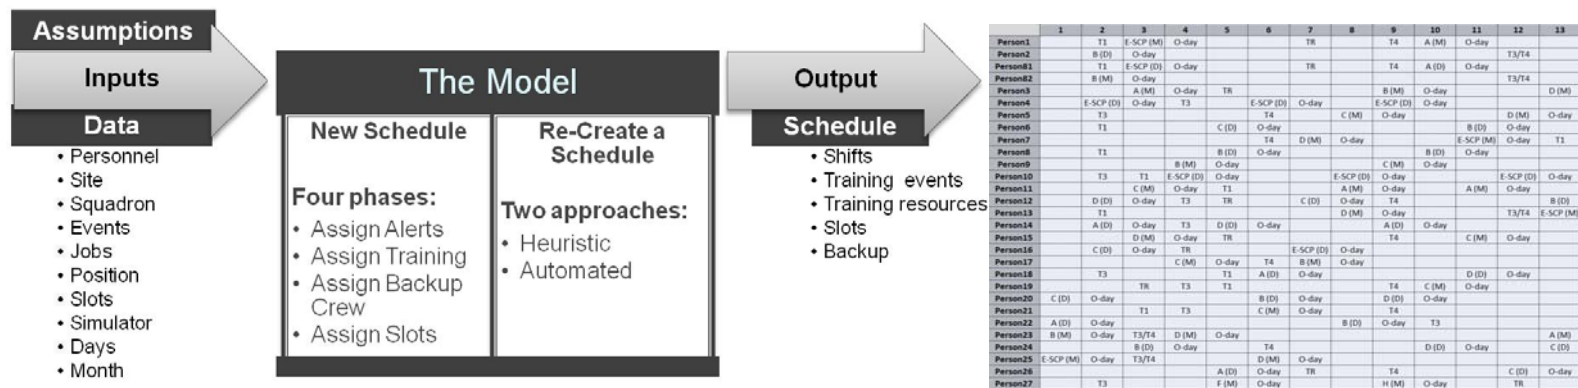 Assumptions
Inputs
Data
• Personnel
• Site
• Squadron
• Events
• Jobs
• Position
• Slots
• Simulator
• Days
• Month
The Model
New Schedule
Four phases:
• Assign Alerts
• Assign Training
• Assign Backup
Crew
• Assign Slots
Re-Create a
Schedule
Two approaches:
• Heuristic
• Automated
Output
Schedule
• Shifts
• Training events
• Training resources
• Slots
• Backup
1 2 3 4 5 6 7 8 9 10 11 12 13
Person1 T1 E-SCP (M) O-day TR T4 A (M) O-day
Person2 B (D) O-day T3/T4
Person81 T1 E-SCP (D) O-day TR T4 A (D) O-day
Person82 B (M) O-day T3/T4
Person3 A (M) O-day TR B (M) O-day D (M)
Person4 E-SCP (D) O-day T3 E-SCP (D) O-day E-SCP (D) O-day
Person5 T3 T4 C (M) O-day D (M) O-day
Person6 T1 C (D) O-day B (D) O-day
Person7 T4 D (M) O-day E-SCP (M) O-day T1
Person8 T1 B (D) O-day B (D) O-day
Person9 B (M) O-day C (M) O-day
Person10 T3 T1 E-SCP (D) O-day E-SCP (D) O-day E-SCP (D) O-day
Person11 C (M) O-day T1 A (M) O-day A (M) O-day
Person12 D (D) O-day T3 TR C (D) O-day T4 B (D)
Person13 T1 D (M) O-day T3/T4 E-SCP (M)
Person14 A (D) O-day T3 D (D) O-day A (D) O-day
Person15 D (M) O-day TR T4 C (M) O-day
Person16 C (D) O-day TR E-SCP (D) O-day
Person17 C (M) O-day T4 B (M) O-day
Person18 T3 T1 A (D) O-day D (D) O-day
Person19 TR T3 T1 T4 C (M) O-day
Person20 C (D) O-day B (D) O-day D (D) O-day
Person21 T1 T3 C (M) O-day T4
Person22 A (D) O-day B (D) O-day T3
Person23 B (M) O-day T3/T4 D (M) O-day A (M)
Person24 B (D) O-day T4 D (D) O-day C (D)
Person25 E-SCP (M) O-day T3/T4 D (M) O-day
Person26 A (D) O-day TR T4 C (D) O-day
Person27 T3 F (M) O-day H (M) O-day TR